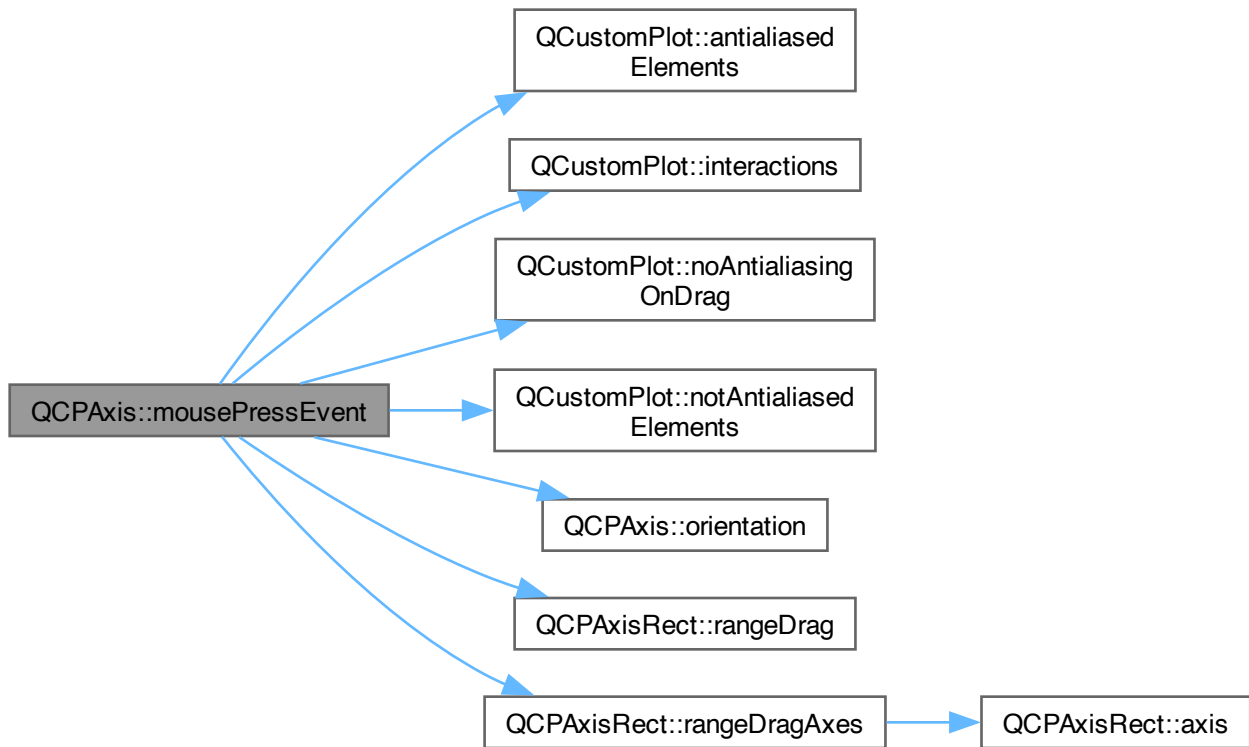 QCustomPlot::antialiased
Elements
QCustomPlot::interactions
QCustomPlot::noAntialiasing
OnDrag
QCPAxis::mousePressEvent
QCustomPlot::notAntialiased
Elements
QCPAxis::orientation
QCPAxisRect::rangeDrag
QCPAxisRect::rangeDragAxes
QCPAxisRect::axis